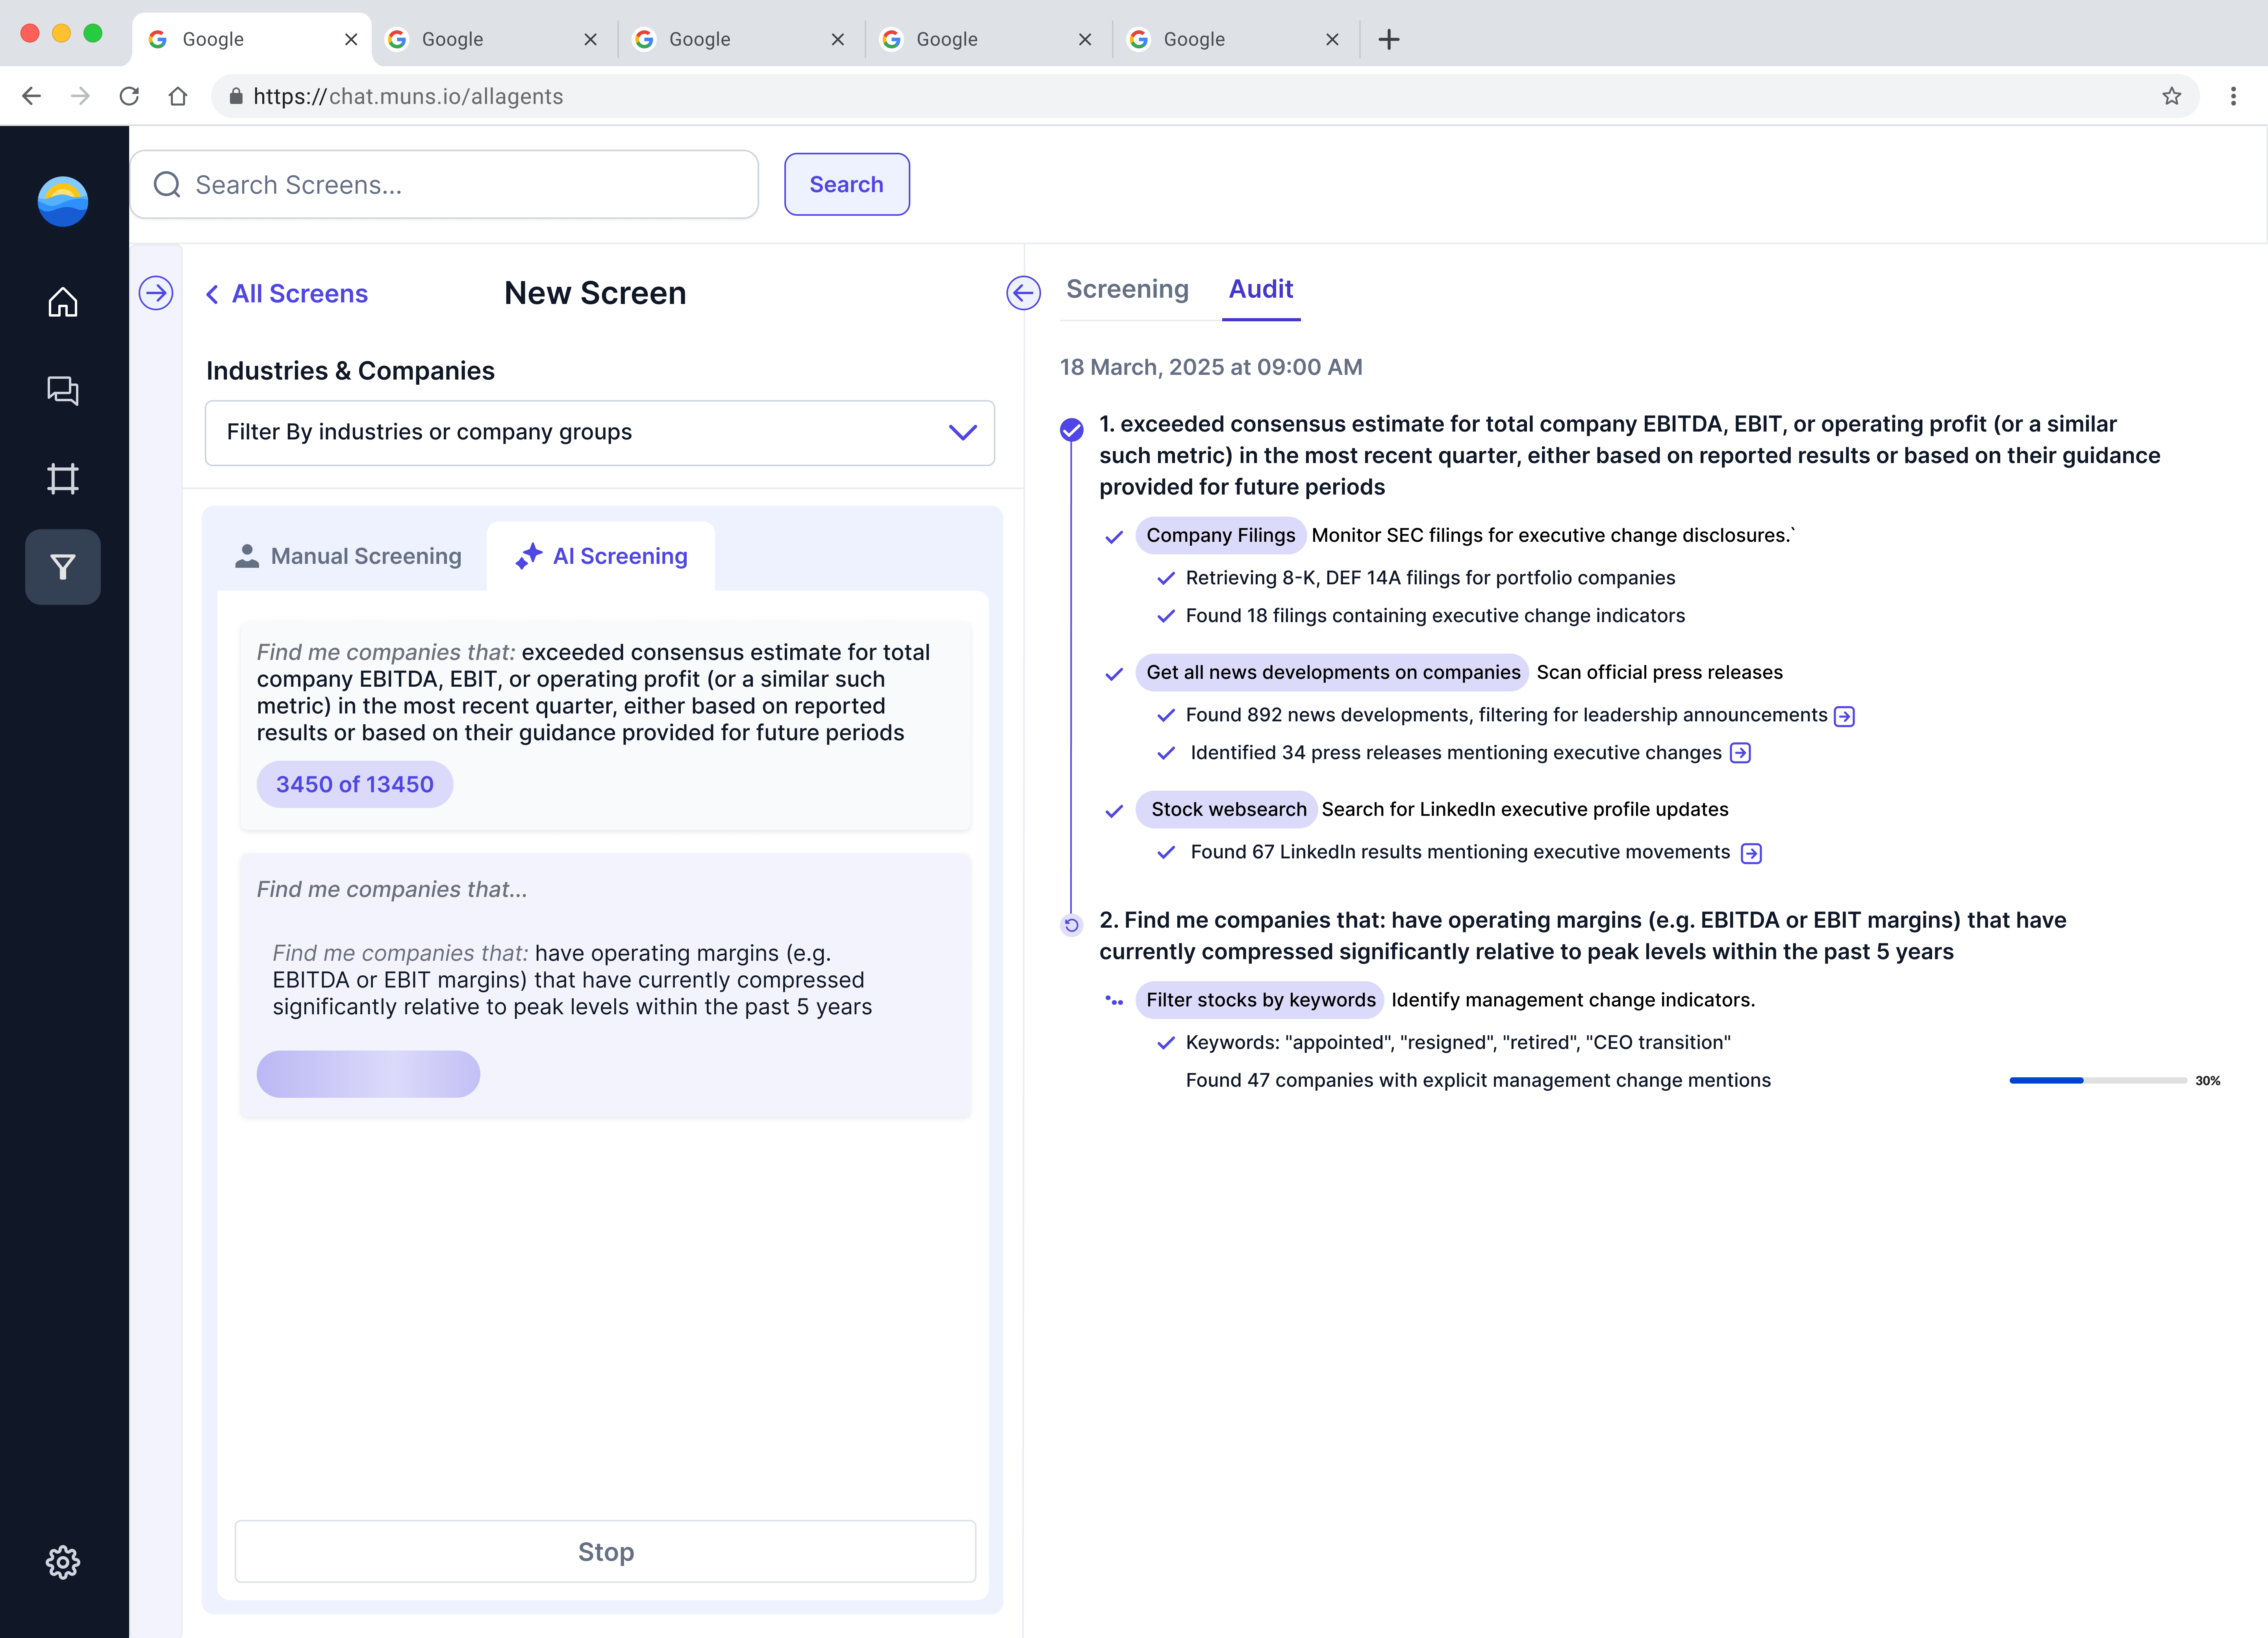 Google
Google
Google
Google
Google
https://chat.muns.io/allagents
Search Screens...
Search
All Screens
New Screen
Industries & Companies
Filter By industries or company groups
Manual Screening
AI Screening
Find me companies that: exceeded consensus estimate for total
company EBITDA, EBIT, or operating profit (or a similar such
metric) in the most recent quarter, either based on reported
results or based on their guidance provided for future periods
3450 of 13450
Find me companies that...
Find me companies that: have operating margins (e.g.
EBITDA or EBIT margins) that have currently compressed
significantly relative to peak levels within the past 5 years
Stop
Screening
Audit
18 March, 2025 at 09:00 AM
1. exceeded consensus estimate for total company EBITDA, EBIT, or operating profit (or a similar
such metric) in the most recent quarter, either based on reported results or based on their guidance
provided for future periods
Company Filings Monitor SEC filings for executive change disclosures.`
Retrieving 8-K, DEF 14A filings for portfolio companies
Found 18 filings containing executive change indicators
Get all news developments on companies Scan official press releases
Found 892 news developments, filtering for leadership announcements
Identified 34 press releases mentioning executive changes
Stock websearch Search for LinkedIn executive profile updates
Found 67 LinkedIn results mentioning executive movements
2. Find me companies that: have operating margins (e.g. EBITDA or EBIT margins) that have
currently compressed significantly relative to peak levels within the past 5 years
Filter stocks by keywords Identify management change indicators.
Keywords: "appointed", "resigned", "retired", "CEO transition"
Found 47 companies with explicit management change mentions
30%